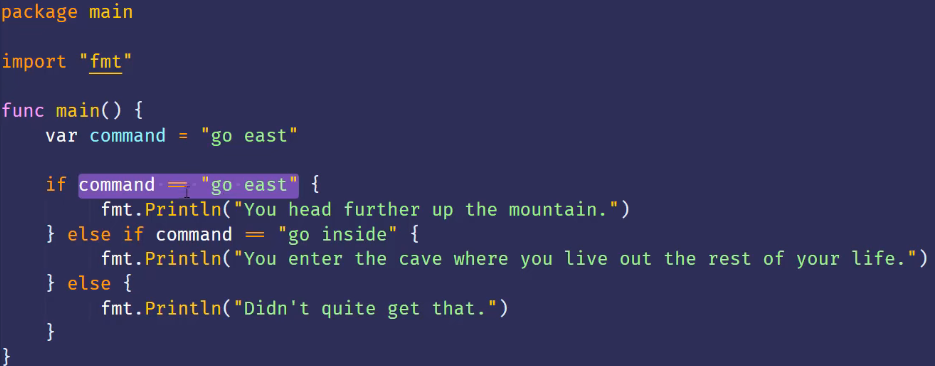 package main
import "fmt"
func main() {
var command = "go east"
if command == "go east" {
fmt.Println("You head further up the mountain.")
} else if command == "go inside" {
fmt.Println("You enter the cave where you live out the rest of your life.")
} else {
fmt.Println("Didn't quite get that.")
}
}